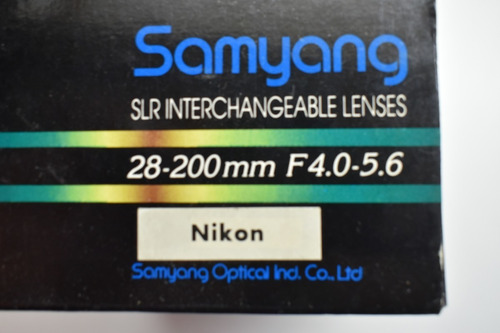 Samyang
SLR INTERCHANGEABLE LENSES
28-200mm F4.0-5.6
Nikon
Samyang Optical Ind. Co., Ltd